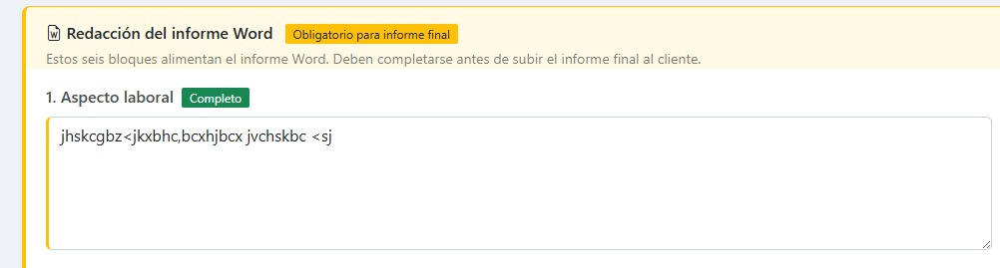 Redacción del informe Word Obligatorio para informe final
Estos seis bloques alimentan el informe Word. Deben completarse antes de subir el informe final al cliente.
1. Aspecto laboral Completo
jhskcgbz<jkxbhc,bcxhjbcx jvchskbc <sj